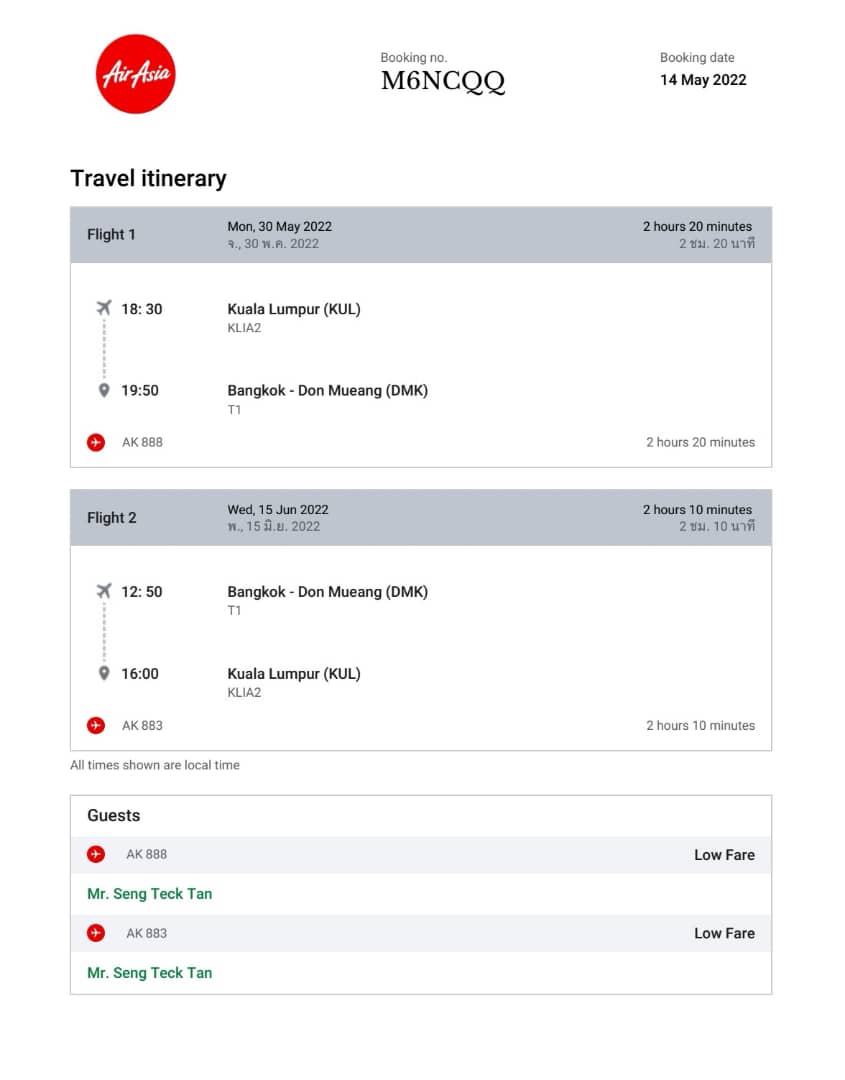 AirAsia
Booking no.
M6NCQQ
Booking date
14 May 2022
Travel itinerary
Flight 1
Mon, 30 May 2022
จ., 30 พ.ค. 2022
2 hours 20 minutes
2 ชม. 20 นาที
18: 30
Kuala Lumpur (KUL)
KLIA2
19:50
Bangkok - Don Mueang (DMK)
T1
AK 888
2 hours 20 minutes
Flight 2
Wed, 15 Jun 2022
พ., 15 มิ.ย. 2022
2 hours 10 minutes
2 ชม. 10 นาที
12: 50
Bangkok - Don Mueang (DMK)
T1
16:00
Kuala Lumpur (KUL)
KLIA2
AK 883
2 hours 10 minutes
All times shown are local time
Guests
AK 888
Low Fare
Mr. Seng Teck Tan
AK 883
Low Fare
Mr. Seng Teck Tan